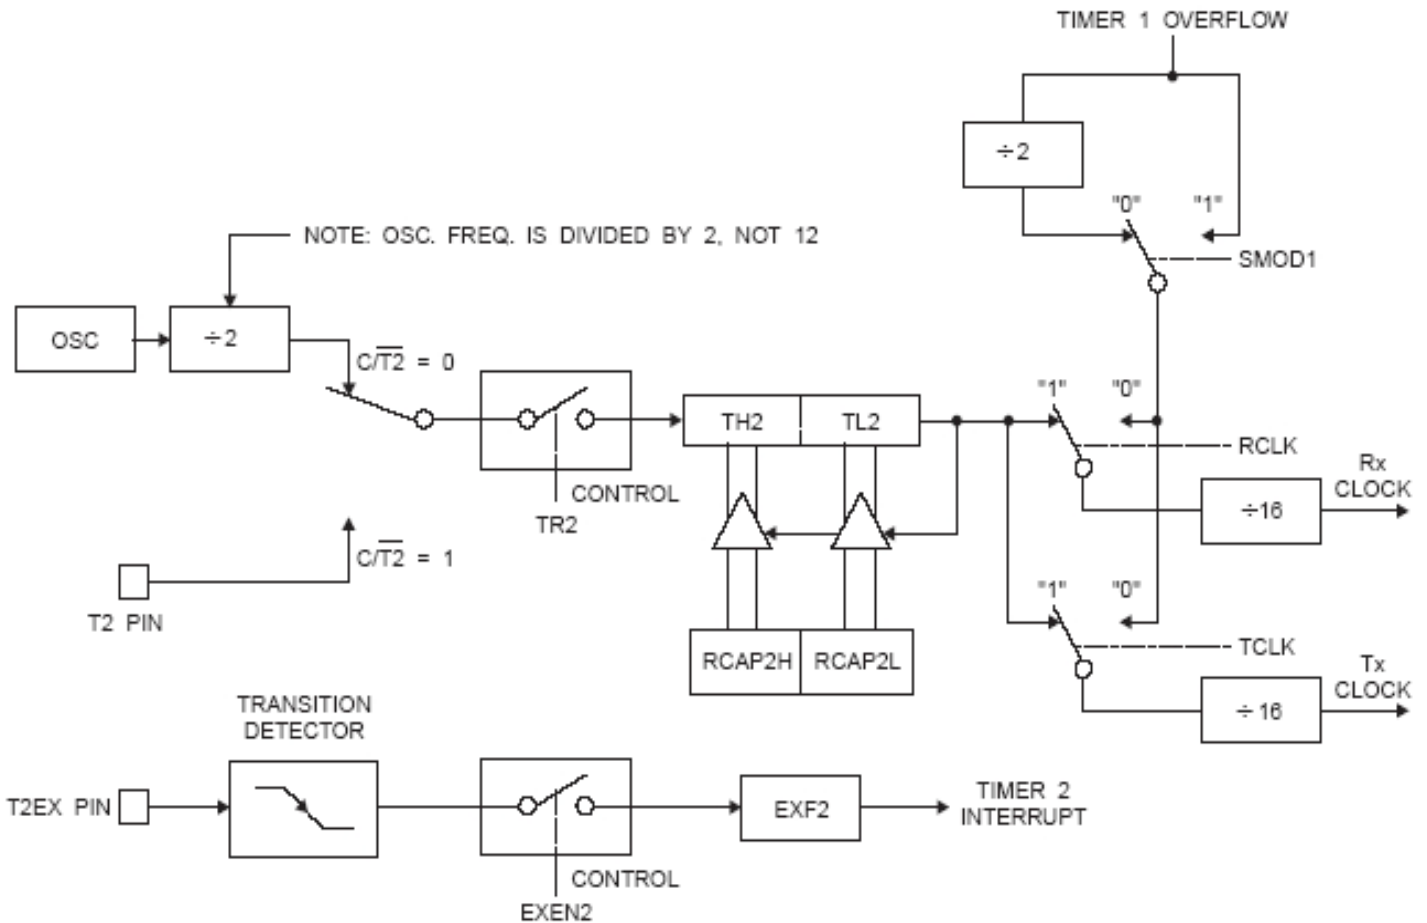 TIMER 1 OVERFLOW
÷2
"0" "1"
SMOD1
NOTE: OSC. FREQ. IS DIVIDED BY 2, NOT 12
OSC
÷2
C/T2 = 0
TH2
TL2
"1" "0"
RCLK
CONTROL
TR2
Rx
CLOCK
÷16
C/T2 = 1
T2 PIN
"1" "0"
RCAP2H
RCAP2L
TCLK
Tx
CLOCK
÷16
TRANSITION
DETECTOR
T2EX PIN
EXF2
TIMER 2
INTERRUPT
CONTROL
EXEN2